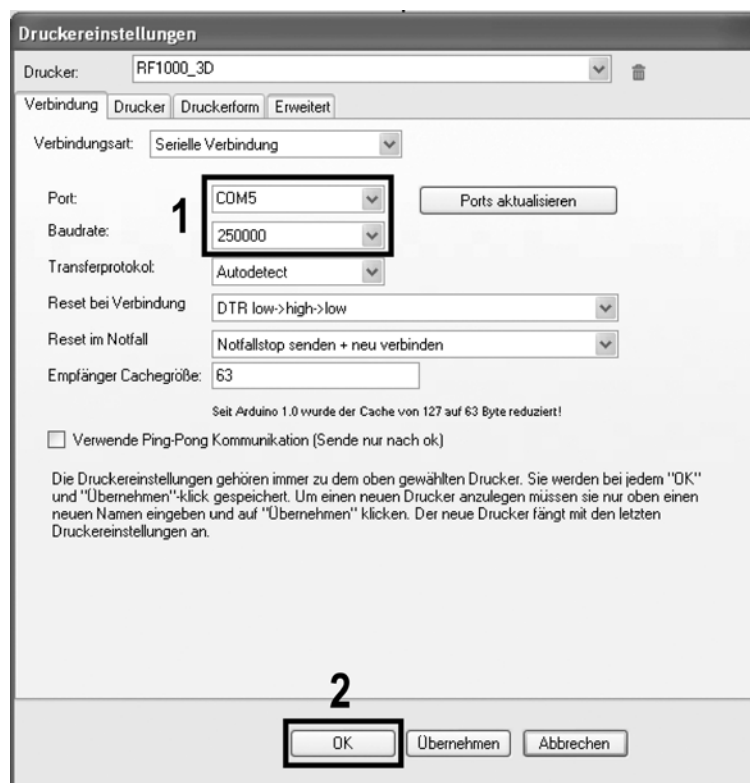 Druckereinstellungen
Drucker: RF1000_3D
Verbindung Drucker Druckerform Erweitert
Verbindungsart: Serielle Verbindung
Port: COM5 Ports aktualisieren
1
Baudrate: 250000
Transferprotokol: Autodetect
Reset bei Verbindung DTR low->high->low
Reset im Notfall Notfallstop senden + neu verbinden
Empfänger Cachegröße: 63
Seit Arduino 1.0 wurde der Cache von 127 auf 63 Byte reduziert!
Verwende Ping-Pong Kommunikation (Sende nur nach ok)
Die Druckereinstellungen gehören immer zu dem oben gewählten Drucker. Sie werden bei jedem "OK"
und "Übernehmen"-klick gespeichert. Um einen neuen Drucker anzulegen müssen sie nur oben einen
neuen Namen eingeben und auf "Übernehmen" klicken. Der neue Drucker fängt mit den letzten
Druckereinstellungen an.
2
OK Übernehmen Abbrechen